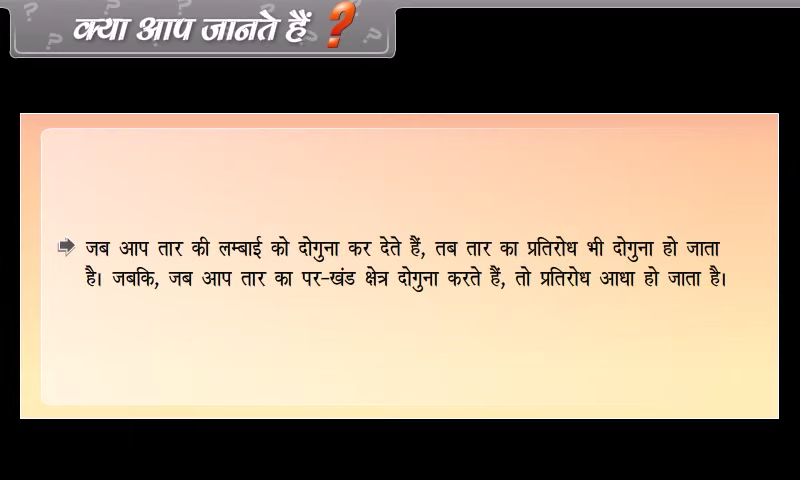 क्या आप जानते हैं ?
जब आप तार की लम्बाई को दोगुना कर देते हैं, तब तार का प्रतिरोध भी दोगुना हो जाता
है। जबकि, जब आप तार का पर-खंड क्षेत्र दोगुना करते हैं, तो प्रतिरोध आधा हो जाता है।